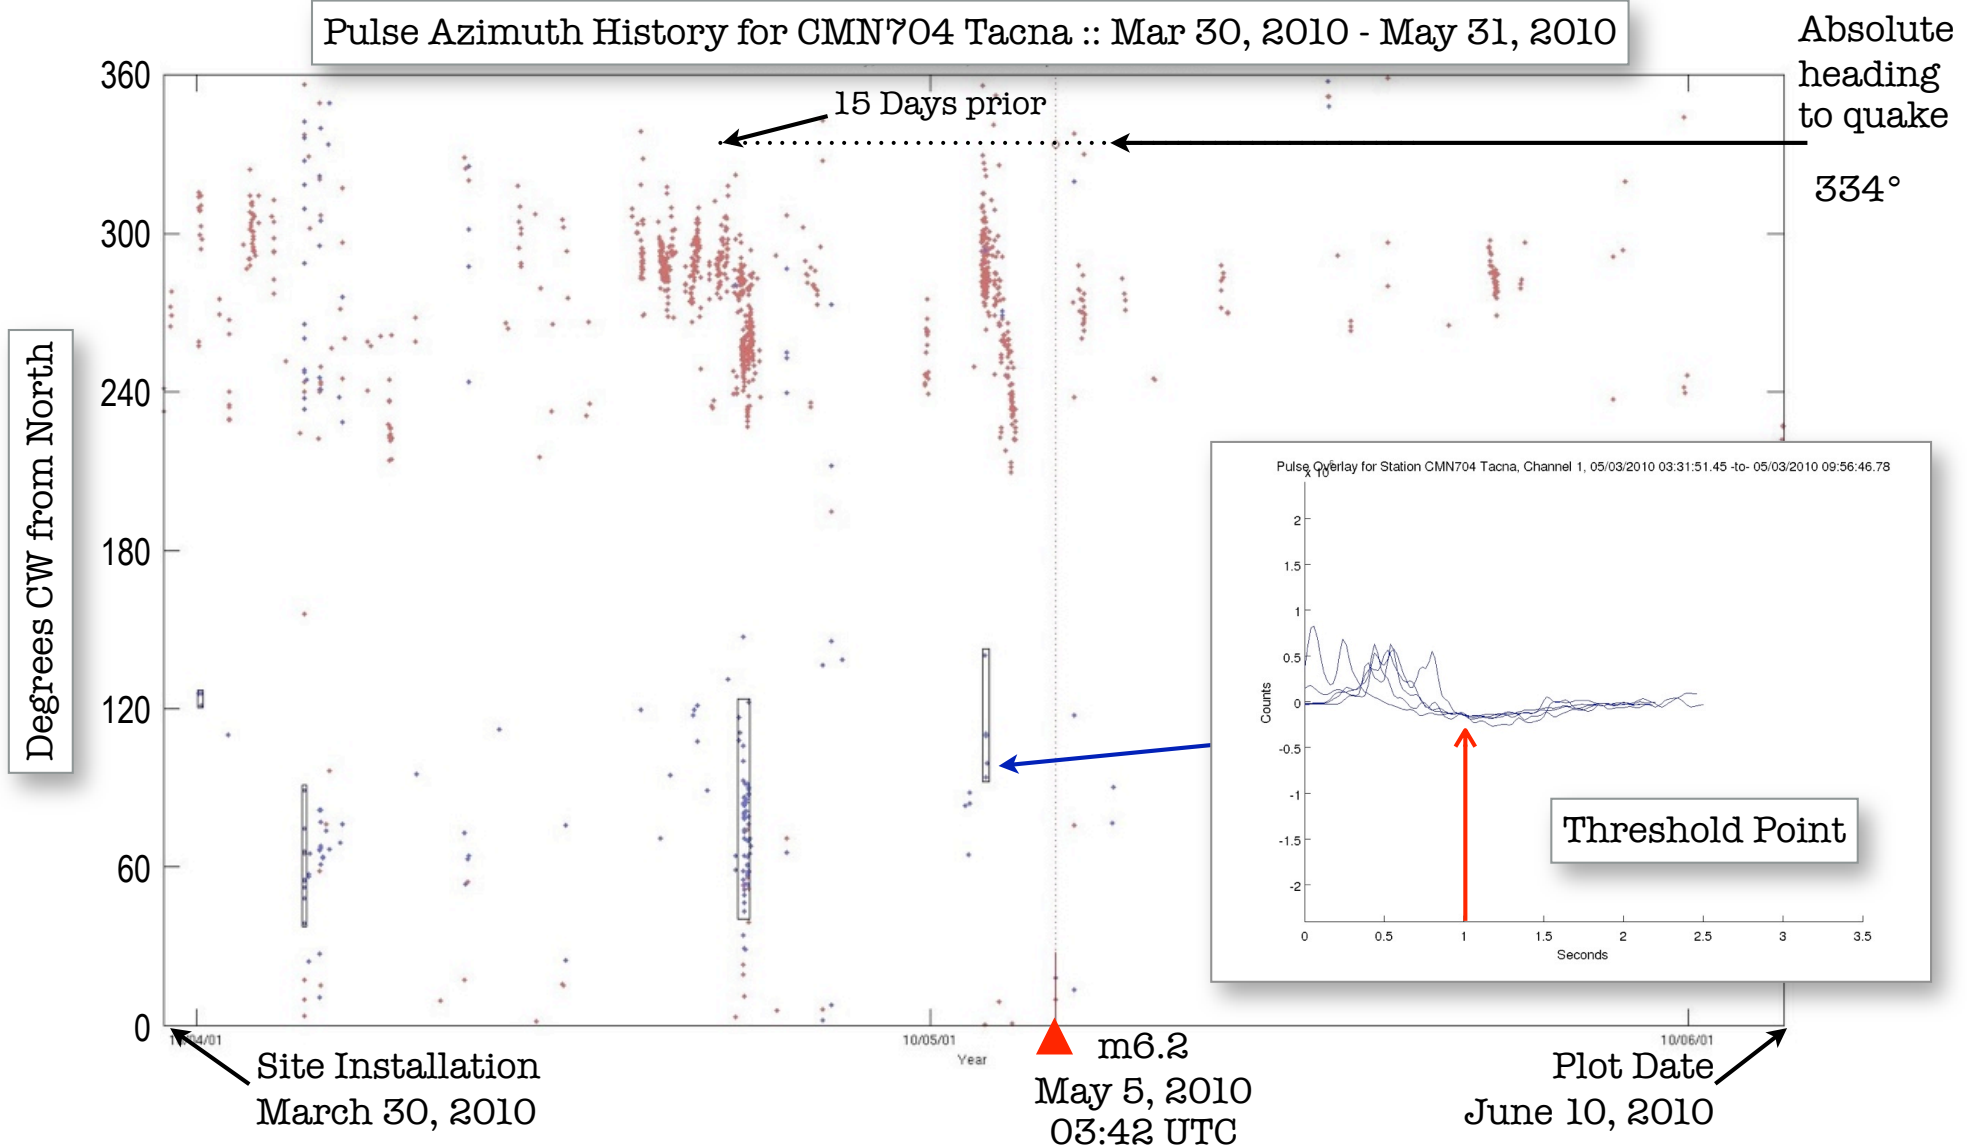 Pulse Azimuth History for CMN704 Tacna :: Mar 30, 2010 - May 31, 2010
Absolute
heading
to quake
334°
15 Days prior
360
300
240
180
120
60
0
Degrees CW from North
10/05/01
10/06/01
Year
Site Installation
March 30, 2010
m6.2
May 5, 2010
03:42 UTC
Plot Date
June 10, 2010
Pulse Overlay for Station CMN704 Tacna, Channel 1, 05/03/2010 03:31:51.45 -to- 05/03/2010 09:56:46.78
2
1.5
1
0.5
0
-0.5
-1
-1.5
-2
Counts
0 0.5 1 1.5 2 2.5 3 3.5
Seconds
Threshold Point